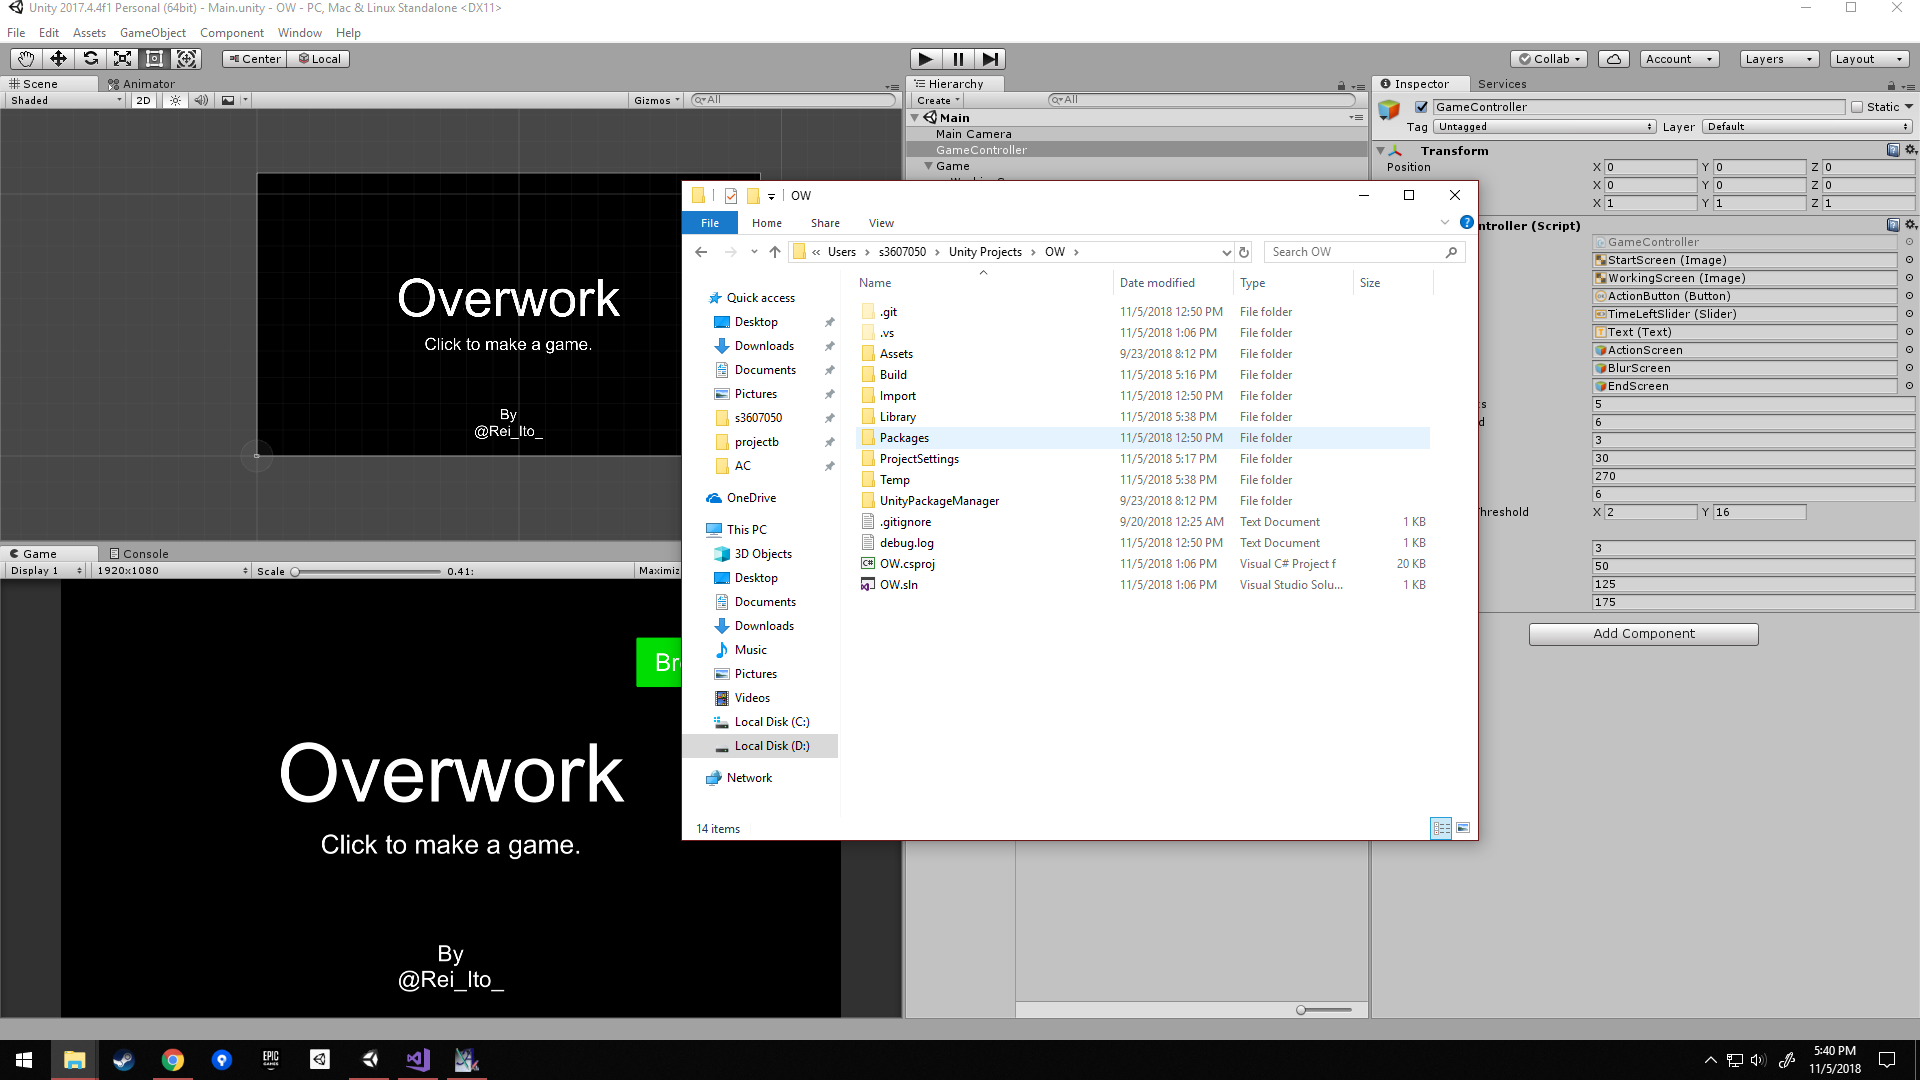 Unity 2017.4.4f1 Personal (64bit) - Main.unity - OW - PC, Mac & Linux Standalone <DX11>
File Edit Assets GameObject Component Window Help
Center Local
Collab Account Layers Layout
Scene Animator
Shaded 2D Gizmos All
Hierarchy
Create All
Main
Main Camera
GameController
Game
Inspector Services
GameController Static
Tag Untagged Layer Default
Transform
Position X 0 Y 0 Z 0
X 0 Y 0 Z 0
X 1 Y 1 Z 1
ntroller (Script)
GameController
StartScreen (Image)
WorkingScreen (Image)
ActionButton (Button)
TimeLeftSlider (Slider)
Text (Text)
ActionScreen
BlurScreen
EndScreen
5
6
3
30
270
6
hreshold X 2 Y 16
3
50
125
175
Add Component
Overwork
Click to make a game.
By
@Rei_Ito_
Game Console
Display 1 1920x1080 Scale 0.41: Maximiz
Br
Overwork
Click to make a game.
By
@Rei_Ito_
OW
File Home Share View
« Users › s3607050 › Unity Projects › OW ›
Search OW
Quick access
Desktop
Downloads
Documents
Pictures
s3607050
projectb
AC
OneDrive
This PC
3D Objects
Desktop
Documents
Downloads
Music
Pictures
Videos
Local Disk (C:)
Local Disk (D:)
Network
Name Date modified Type Size
.git 11/5/2018 12:50 PM File folder
.vs 11/5/2018 1:06 PM File folder
Assets 9/23/2018 8:12 PM File folder
Build 11/5/2018 5:16 PM File folder
Import 11/5/2018 12:50 PM File folder
Library 11/5/2018 5:38 PM File folder
Packages 11/5/2018 12:50 PM File folder
ProjectSettings 11/5/2018 5:17 PM File folder
Temp 11/5/2018 5:38 PM File folder
UnityPackageManager 9/23/2018 8:12 PM File folder
.gitignore 9/20/2018 12:25 AM Text Document 1 KB
debug.log 11/5/2018 12:50 PM Text Document 1 KB
OW.csproj 11/5/2018 1:06 PM Visual C# Project f 20 KB
OW.sln 11/5/2018 1:06 PM Visual Studio Solu... 1 KB
14 items
EPIC GAMES
5:40 PM
11/5/2018